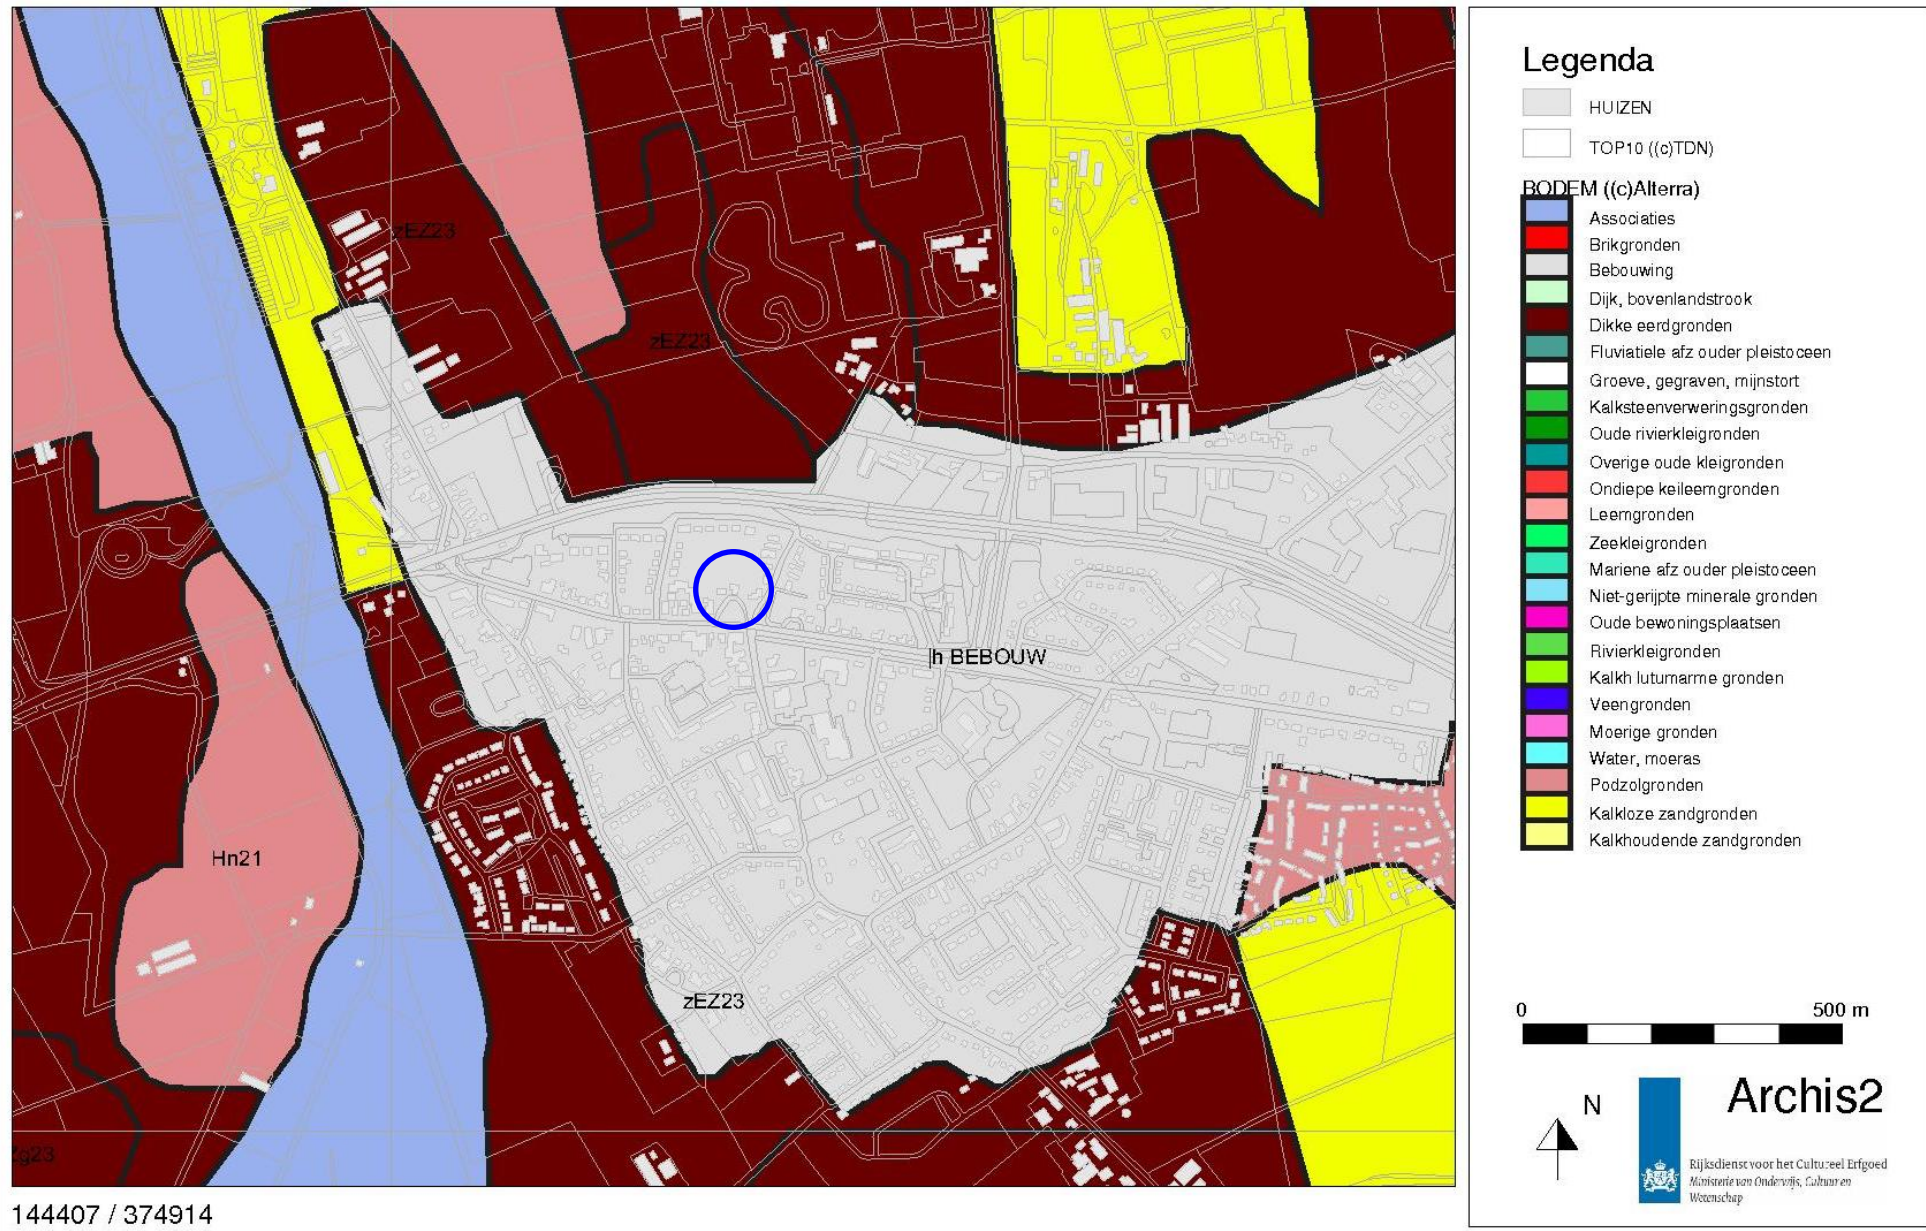 zEZ23
zEZ23
h BEBOUW
Hn21
zEZ23
g23
144407 / 374914
Legenda
HUIZEN
TOP10 ((c)TDN)
BODEM ((c)Alterra)
Associaties
Brikgronden
Bebouwing
Dijk, bovenlandstrook
Dikke eerdgronden
Fluviatiele afz ouder pleistoceen
Groeve, gegraven, mijnstort
Kalksteenverweringsgronden
Oude rivierkleigronden
Overige oude kleigronden
Ondiepe keileemgronden
Leemgronden
Zeekleigronden
Mariene afz ouder pleistoceen
Niet-gerijpte minerale gronden
Oude bewoningsplaatsen
Rivierkleigronden
Kalkh lutumarme gronden
Veengronden
Moerige gronden
Water, moeras
Podzolgronden
Kalkloze zandgronden
Kalkhoudende zandgronden
0 500 m
N
Archis2
Rijksdienst voor het Cultureel Erfgoed
Ministerie van Onderwijs, Cultuur en
Wetenschap